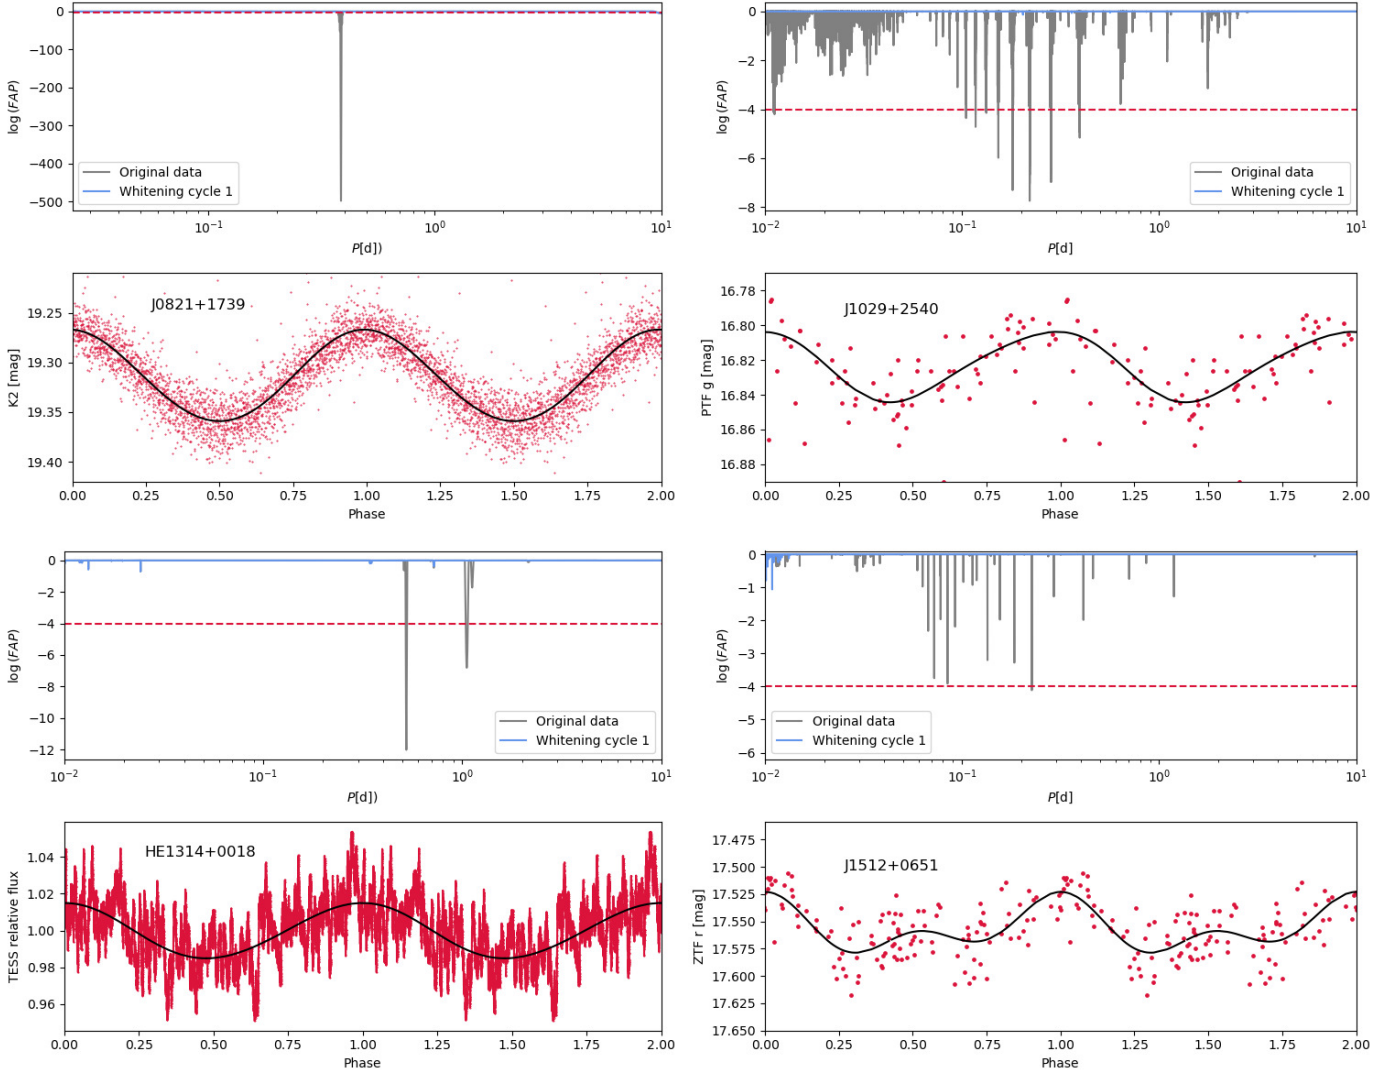 0
−100
−200
−300
−400
−500
log (FAP)
Original data
Whitening cycle 1
10⁻¹
10⁰
10¹
P[d])
0
−2
−4
−6
−8
log (FAP)
Original data
Whitening cycle 1
10⁻²
10⁻¹
10⁰
10¹
P[d]
J0821+1739
19.25
19.30
19.35
19.40
K2 [mag]
0.00 0.25 0.50 0.75 1.00 1.25 1.50 1.75 2.00
Phase
J1029+2540
16.78
16.80
16.82
16.84
16.86
16.88
PTF g [mag]
0.00 0.25 0.50 0.75 1.00 1.25 1.50 1.75 2.00
Phase
0
−2
−4
−6
−8
−10
−12
log (FAP)
Original data
Whitening cycle 1
10⁻²
10⁻¹
10⁰
10¹
P[d])
0
−1
−2
−3
−4
−5
−6
log (FAP)
Original data
Whitening cycle 1
10⁻²
10⁻¹
10⁰
10¹
P[d]
HE1314+0018
1.04
1.02
1.00
0.98
0.96
TESS relative flux
0.00 0.25 0.50 0.75 1.00 1.25 1.50 1.75 2.00
Phase
J1512+0651
17.475
17.500
17.525
17.550
17.575
17.600
17.625
17.650
ZTF r [mag]
0.00 0.25 0.50 0.75 1.00 1.25 1.50 1.75 2.00
Phase